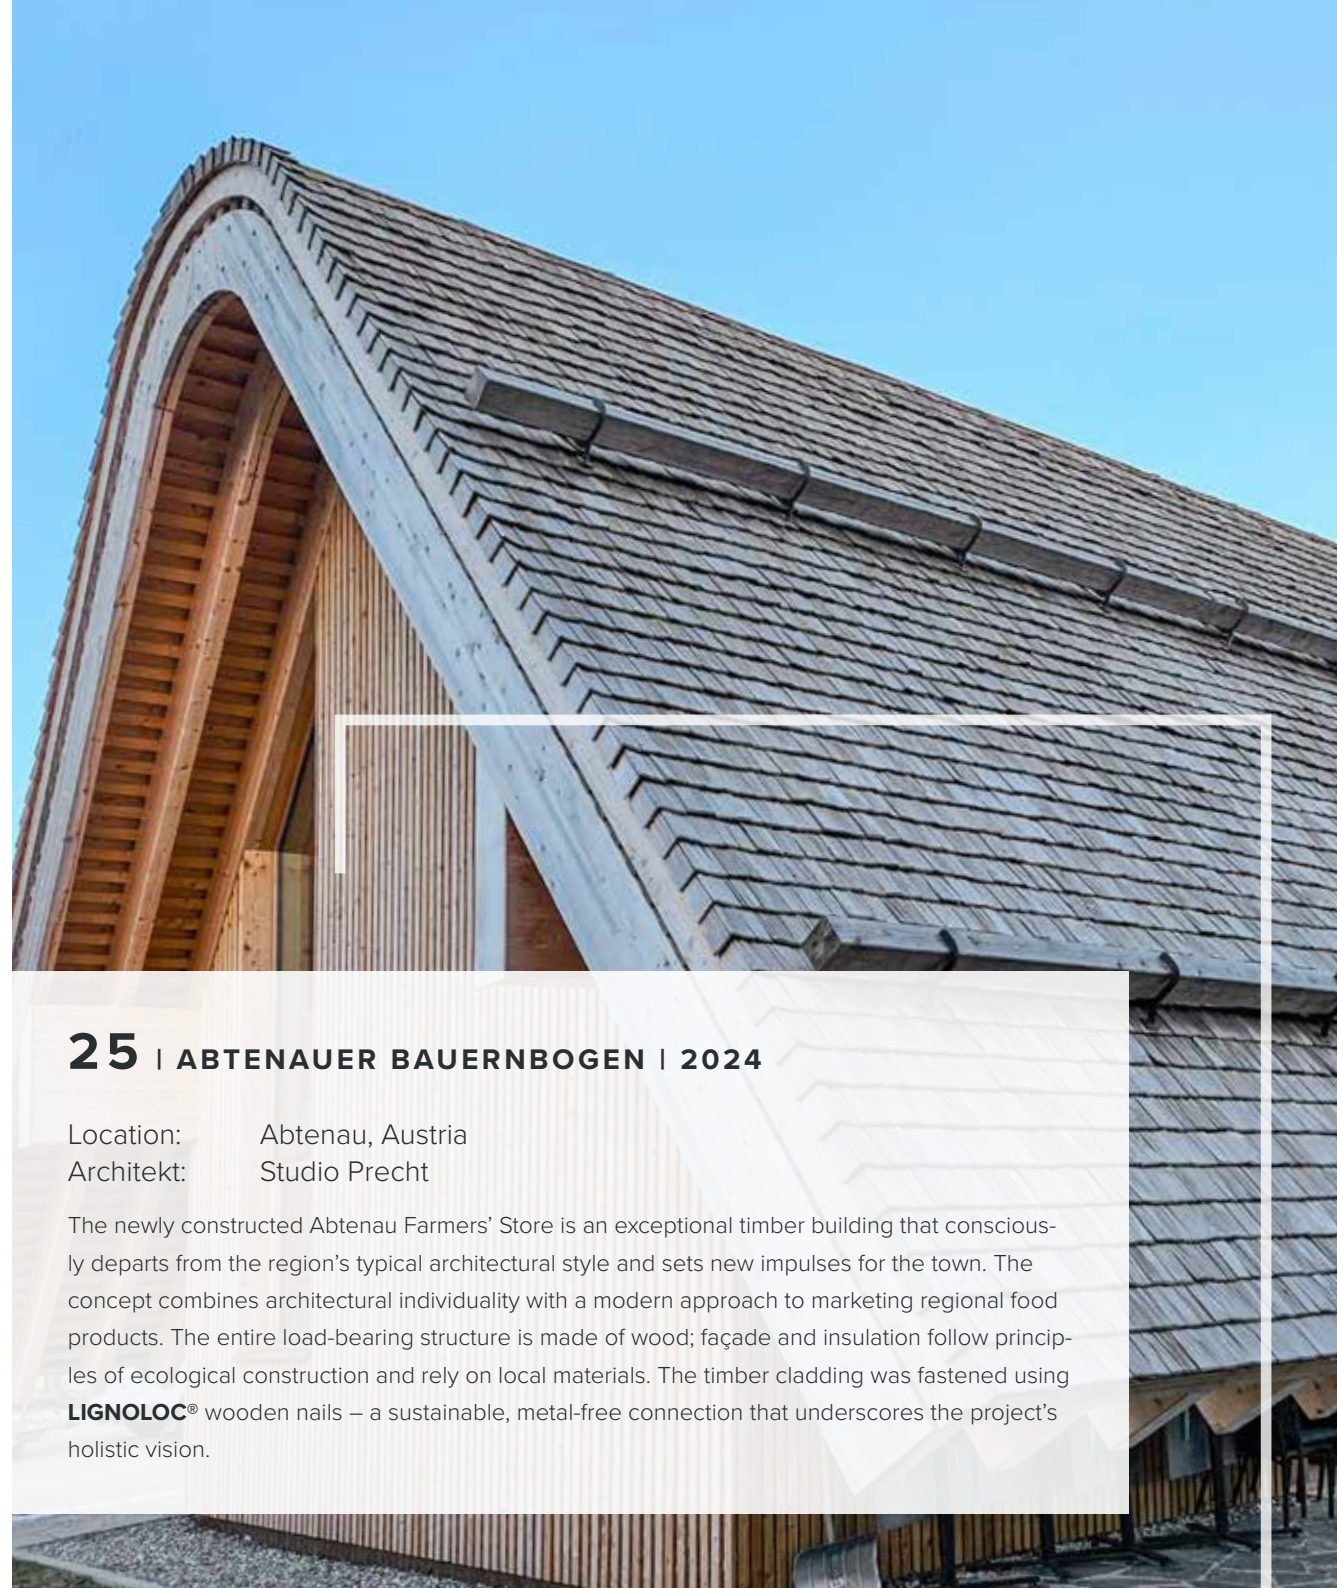 25 | ABTENAUER BAUERNBOGEN | 2024
Location: Abtenau, Austria
Architekt: Studio Precht
The newly constructed Abtenau Farmers’ Store is an exceptional timber building that conscious-
ly departs from the region’s typical architectural style and sets new impulses for the town. The
concept combines architectural individuality with a modern approach to marketing regional food
products. The entire load-bearing structure is made of wood; façade and insulation follow princip-
les of ecological construction and rely on local materials. The timber cladding was fastened using
LIGNOLOC® wooden nails – a sustainable, metal-free connection that underscores the project’s
holistic vision.